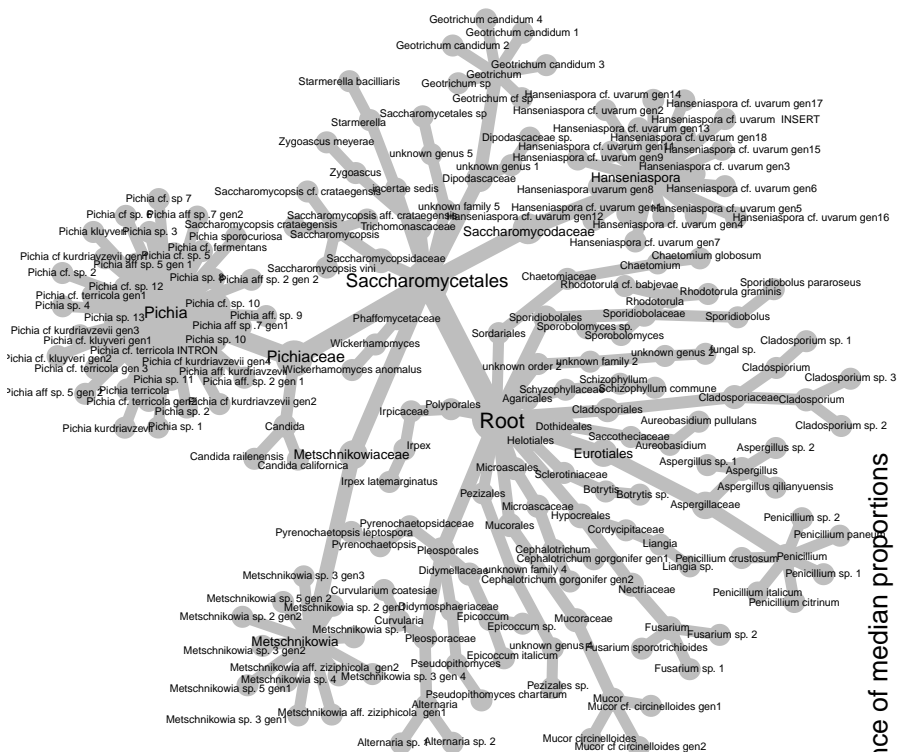 Geotrichum candidum 4
Geotrichum candidum 1
Geotrichum candidum 2
Geotrichum candidum 3
Geotrichum
Starmerella bacilliaris
Geotrichum sp
Geotrichum cf sp
Hanseniaspora cf. uvarum gen14
Hanseniaspora cf. uvarum gen17
Hanseniaspora cf. uvarum gen2
Saccharomycetales sp
Hanseniaspora cf. uvarum INSERT
Starmerella
Hanseniaspora cf. uvarum gen13
Dipodascaceae sp.
Hanseniaspora cf. uvarum gen18
Zygoascus meyerae
Hanseniaspora cf. uvarum gen15
unknown genus 5
Hanseniaspora cf. uvarum gen9
unknown genus 1
Hanseniaspora cf. uvarum gen3
Zygoascus
Dipodascaceae
Hanseniaspora
incertae sedis
Hanseniaspora uvarum gen8
Hanseniaspora cf. uvarum gen6
Saccharomycopsis cf. crataegensis
Pichia cf. sp 7
unknown family 5
Hanseniaspora cf. uvarum gen5
Pichia cf sp. 6
Pichia aff sp .7 gen2
Saccharomycopsis aff. crataegensis
Hanseniaspora cf. uvarum gen12
Hanseniaspora cf. uvarum gen16
Saccharomycopsis crataegensis
Trichomonascaceae
Hanseniaspora cf. uvarum gen4
Pichia kluyveri
Pichia sp. 3
Pichia sporocuriosa
Saccharomycopsis
Saccharomycodaceae
Hanseniaspora cf. uvarum gen7
Pichia cf. fermentans
Pichia cf. sp. 5
Saccharomycopsidaceae
Chaetomium globosum
Pichia aff sp. 5 gen 1
Saccharomycopsis vini
Chaetomium
Pichia cf. sp. 2
Pichia sp. 8
Pichia aff sp. 2 gen 2
Saccharomycetales
Chaetomiaceae
Rhodotorula cf. babjevae
Sporidiobolus pararoseus
Pichia cf. sp. 12
Rhodotorula graminis
Pichia cf. terricola gen1
Pichia cf. sp. 10
Rhodotorula
Pichia sp. 4
Pichia
Pichia aff. sp. 9
Phaffomycetaceae
Sporidiobolales
Sporidiobolaceae
Sporidiobolus
Pichia sp. 13
Pichia aff sp .7 gen1
Sordariales
Sporobolomyces sp.
Pichia cf kurdriavzevii gen3
Pichia sp. 10
Wickerhamomyces
Sporobolomyces
Cladosporium sp. 1
Pichia cf. kluyveri gen1
Pichia cf. terricola INTRON
Pichiaceae
unknown genus 2
fungal sp.
Pichia cf. kluyveri gen2
Pichia cf kurdriavzevii gen4
unknown order 2
unknown family 2
Cladosporium
Pichia cf. terricola gen 3
Pichia aff. kurdriavzevii
Wickerhamomyces anomalus
Cladosporium sp. 3
Pichia sp. 11
Pichia aff. sp. 2 gen 1
Schizophyllum
Pichia aff sp. 5 gen 2
Pichia terricola
Schyzophyllaceae
Schizophyllum commune
Agaricales
Cladosporiaceae
Cladosporium
Pichia cf. terricola gen2
Pichia cf kurdriavzevii gen2
Polyporales
Irpicaceae
Cladosporiales
Pichia sp. 2
Root
Aureobasidium pullulans
Cladosporium sp. 2
Pichia kurdriavzevii
Pichia sp. 1
Candida
Dothideales
Saccotheciaceae
Helotiales
Aureobasidium
Irpex
Aspergillus sp. 2
Candida railenensis
Metschnikowiaceae
Eurotiales
Candida californica
Aspergillus sp. 1
Microascales
Aspergillus
Sclerotiniaceae
Irpex latemarginatus
Aspergillus qilianyuensis
Pezizales
Botrytis
Botrytis sp.
Microascaceae
Aspergillaceae
Hypocreales
Penicillium sp. 2
Pyrenochaetopsidaceae
Mucorales
Pyrenochaetopsis leptospora
Cordycipitaceae
Pyrenochaetopsis
Pleosporales
Liangia
Cephalotrichum
Penicillium
Cephalotrichum gorgonifer gen1
Penicillium crustosum
Liangia sp.
Didymellaceae
unknown family 4
Metschnikowia sp. 3 gen3
Cephalotrichum gorgonifer gen2
Penicillium sp. 1
Curvularium coatesiae
Nectriaceae
Penicillium italicum
Metschnikowia sp. 5 gen 2
Penicillium citrinum
Didymosphaeriaceae
Metschnikowia sp. 2 gen2
Curvularia
Epicoccum
Mucoraceae
Metschnikowia sp. 1
Epicoccum sp.
Fusarium
Fusarium sp. 2
Metschnikowia
Pleosporaceae
Metschnikowia sp. 3 gen2
Fusarium sporotrichioides
Epicoccum italicum
Pseudopithomyces
Metschnikowia aff. ziziphicola gen2
Fusarium sp. 1
Metschnikowia sp. 4
Metschnikowia sp. 3 gen 4
Metschnikowia sp. 5 gen1
Pezizales sp.
Pseudopithomyces chartarum
Mucor
Alternaria
Mucor cf. circinelloides gen1
Metschnikowia sp. 3 gen1
Metschnikowia aff. ziziphicola gen1
Alternaria sp. 1
Alternaria sp. 2
Mucor circinelloides
Mucor cf circinelloides gen2
nce of median proportions